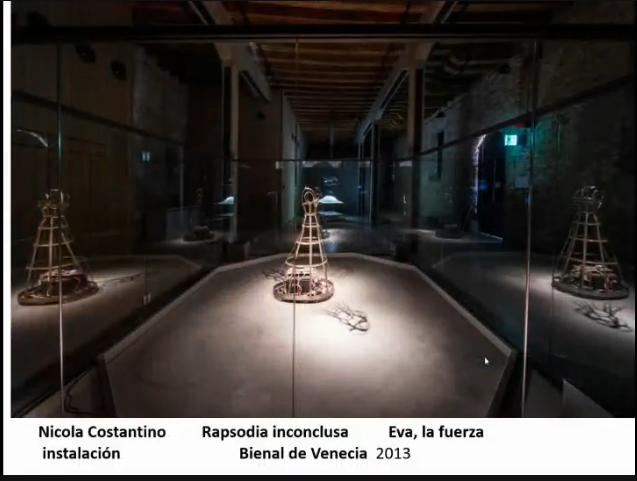 Nicola Costantino Rapsodia inconclusa Eva, la fuerza
instalación Bienal de Venecia 2013